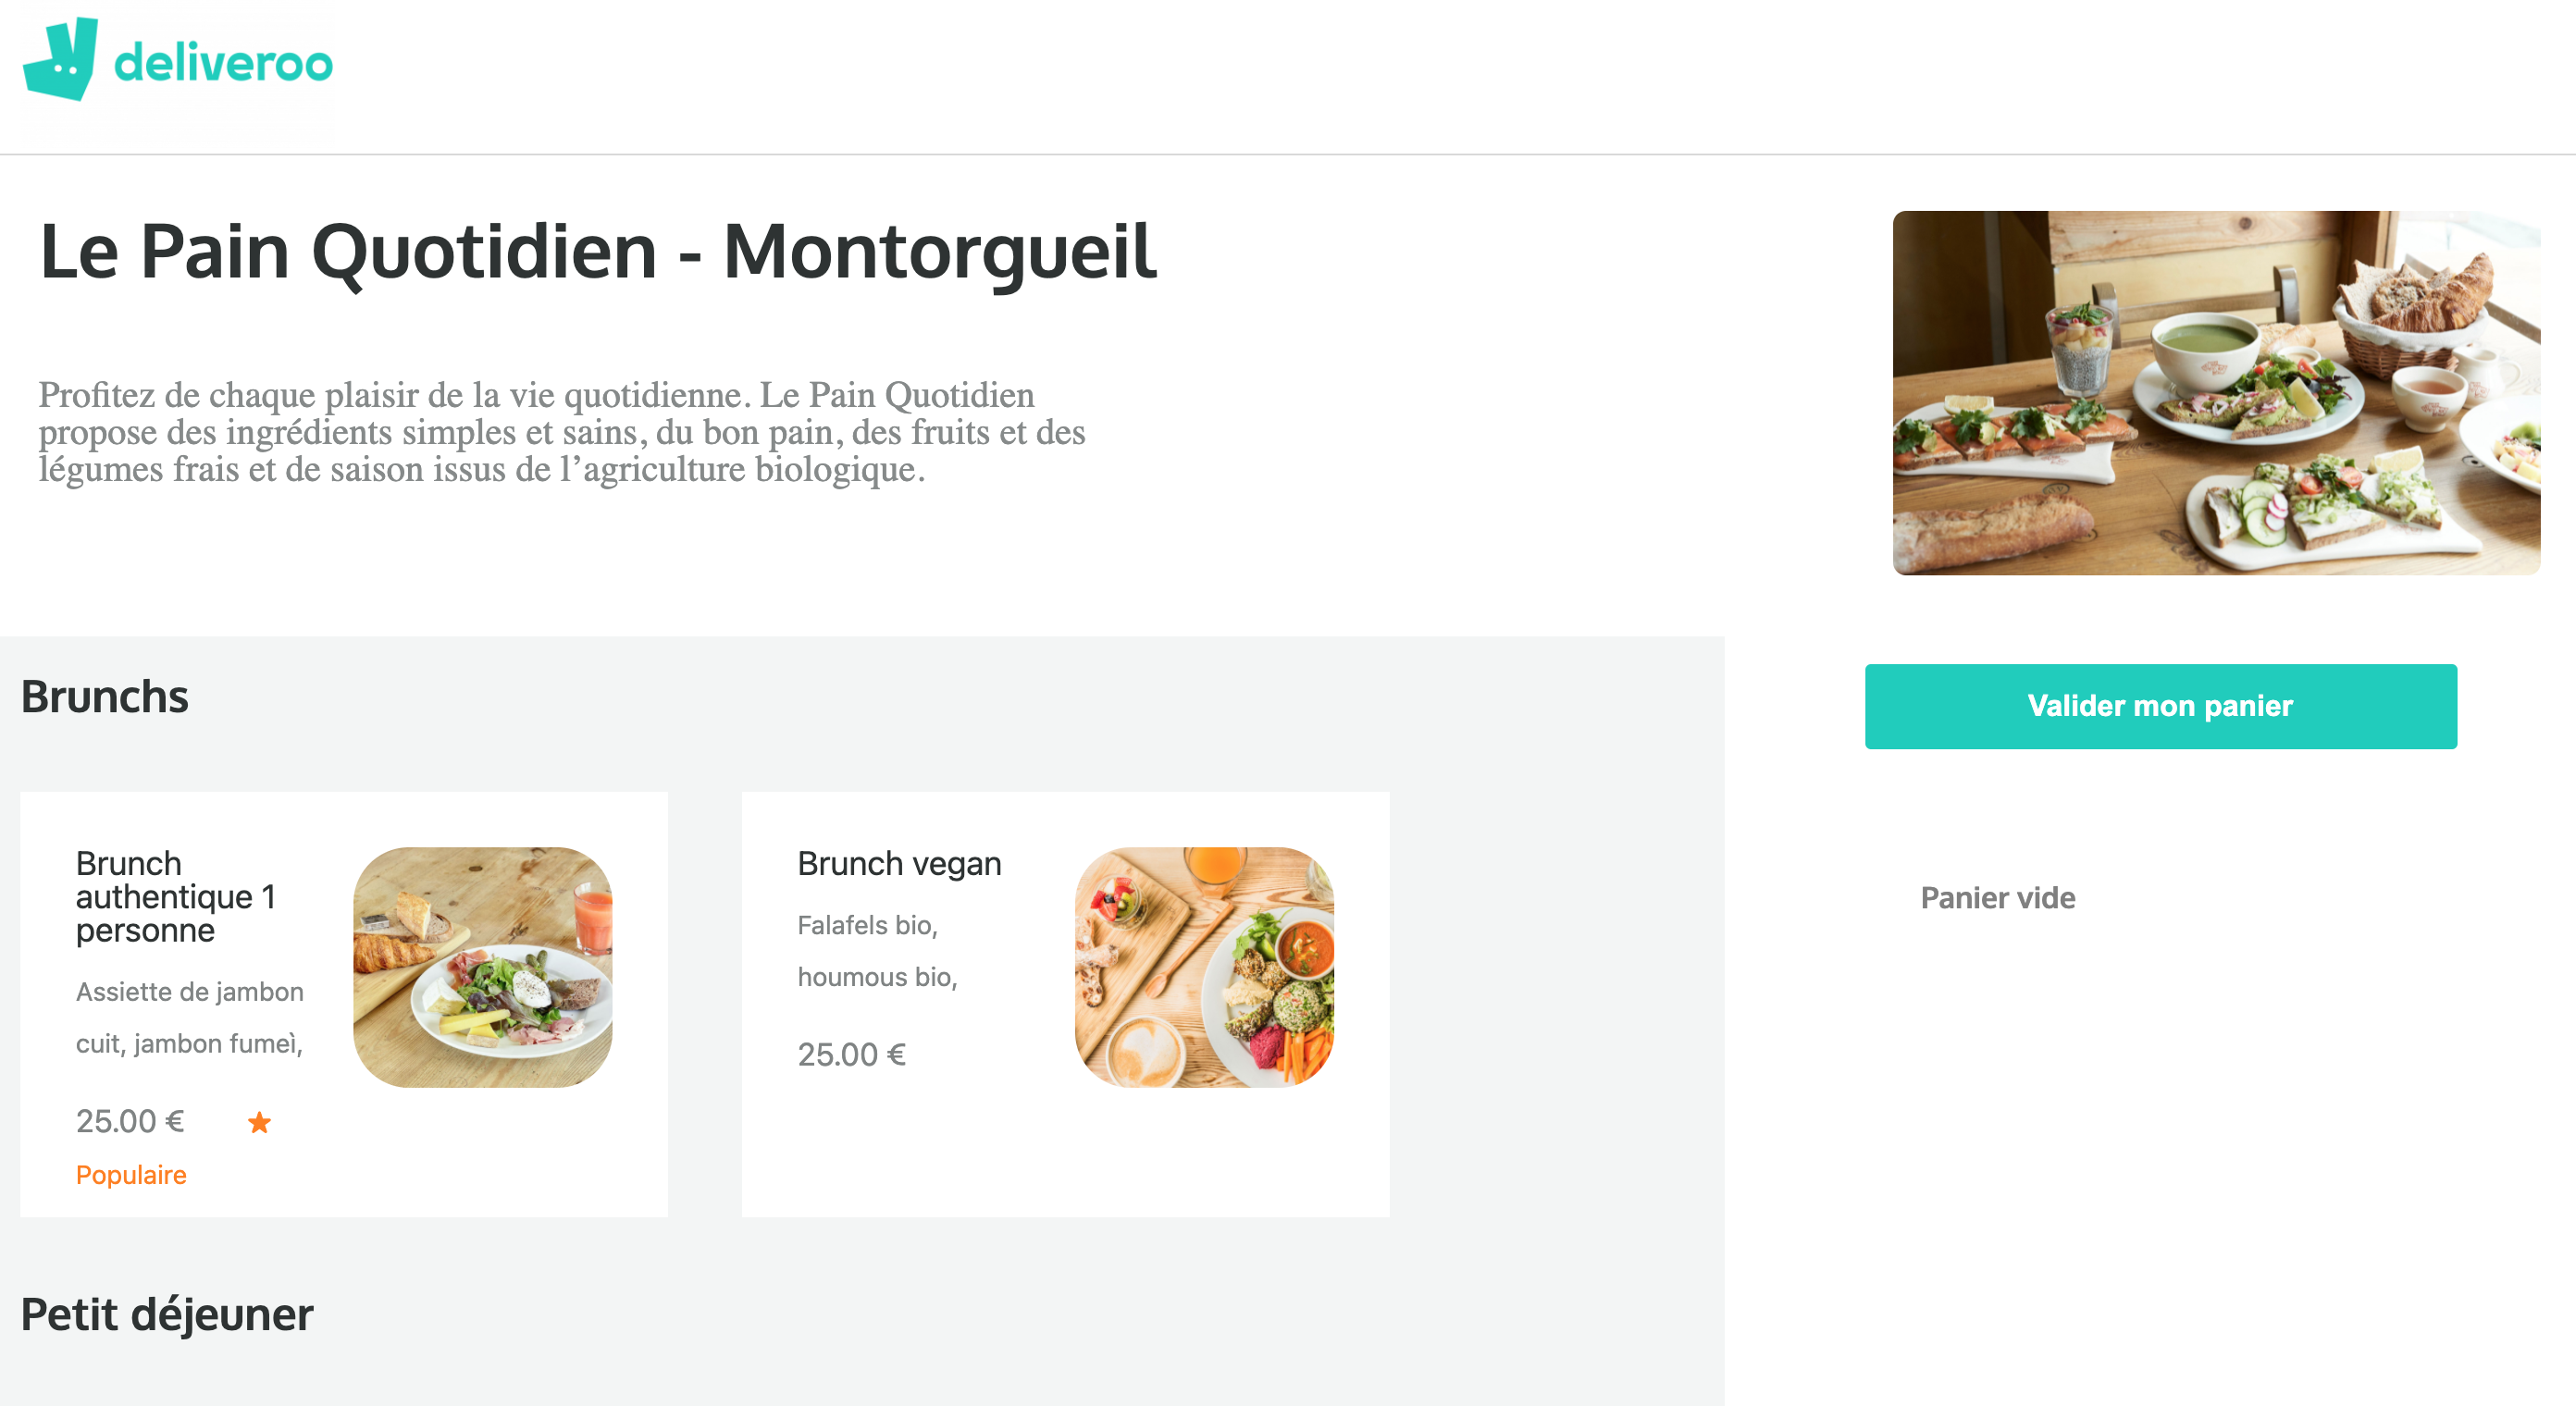 deliveroo
Le Pain Quotidien - Montorgueil
Profitez de chaque plaisir de la vie quotidienne. Le Pain Quotidien
propose des ingrédients simples et sains, du bon pain, des fruits et des
légumes frais et de saison issus de l’agriculture biologique.
Brunchs
Valider mon panier
Panier vide
Brunch
authentique 1
personne
Assiette de jambon
cuit, jambon fumeì,
25.00 €
Populaire
Brunch vegan
Falafels bio,
houmous bio,
25.00 €
Petit déjeuner